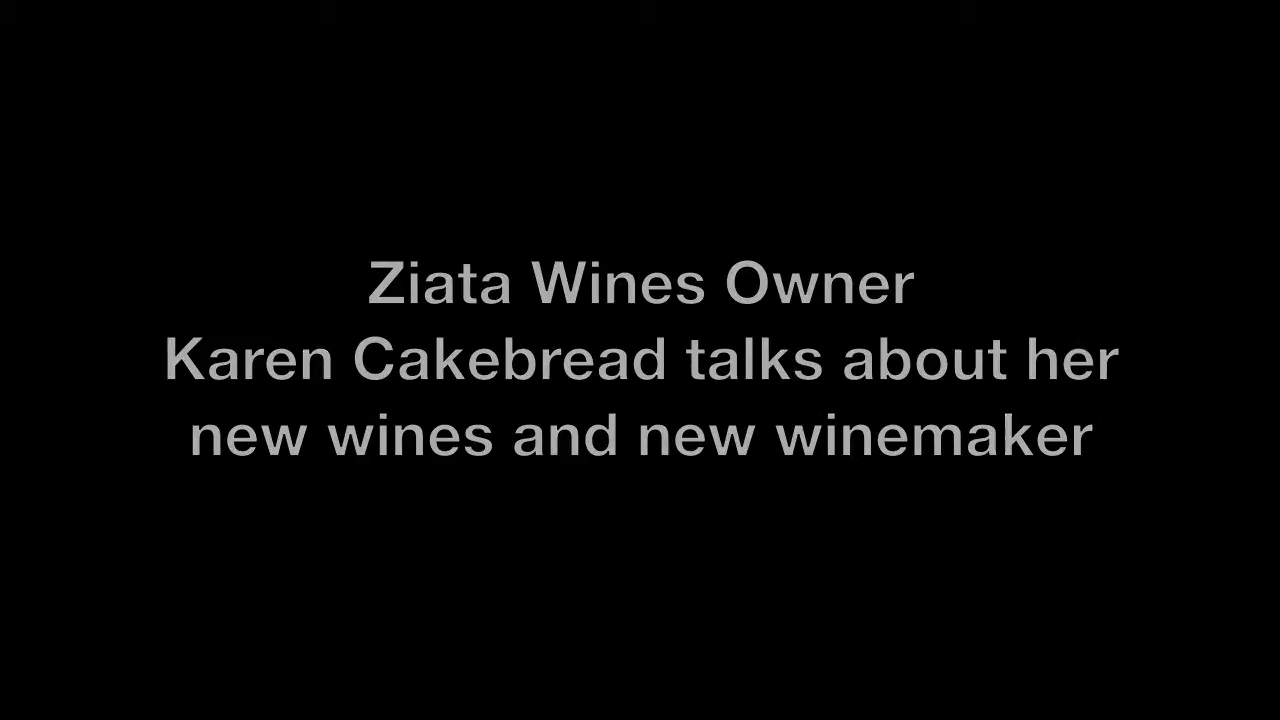 Ziata Wines Owner
Karen Cakebread talks about her
new wines and new winemaker